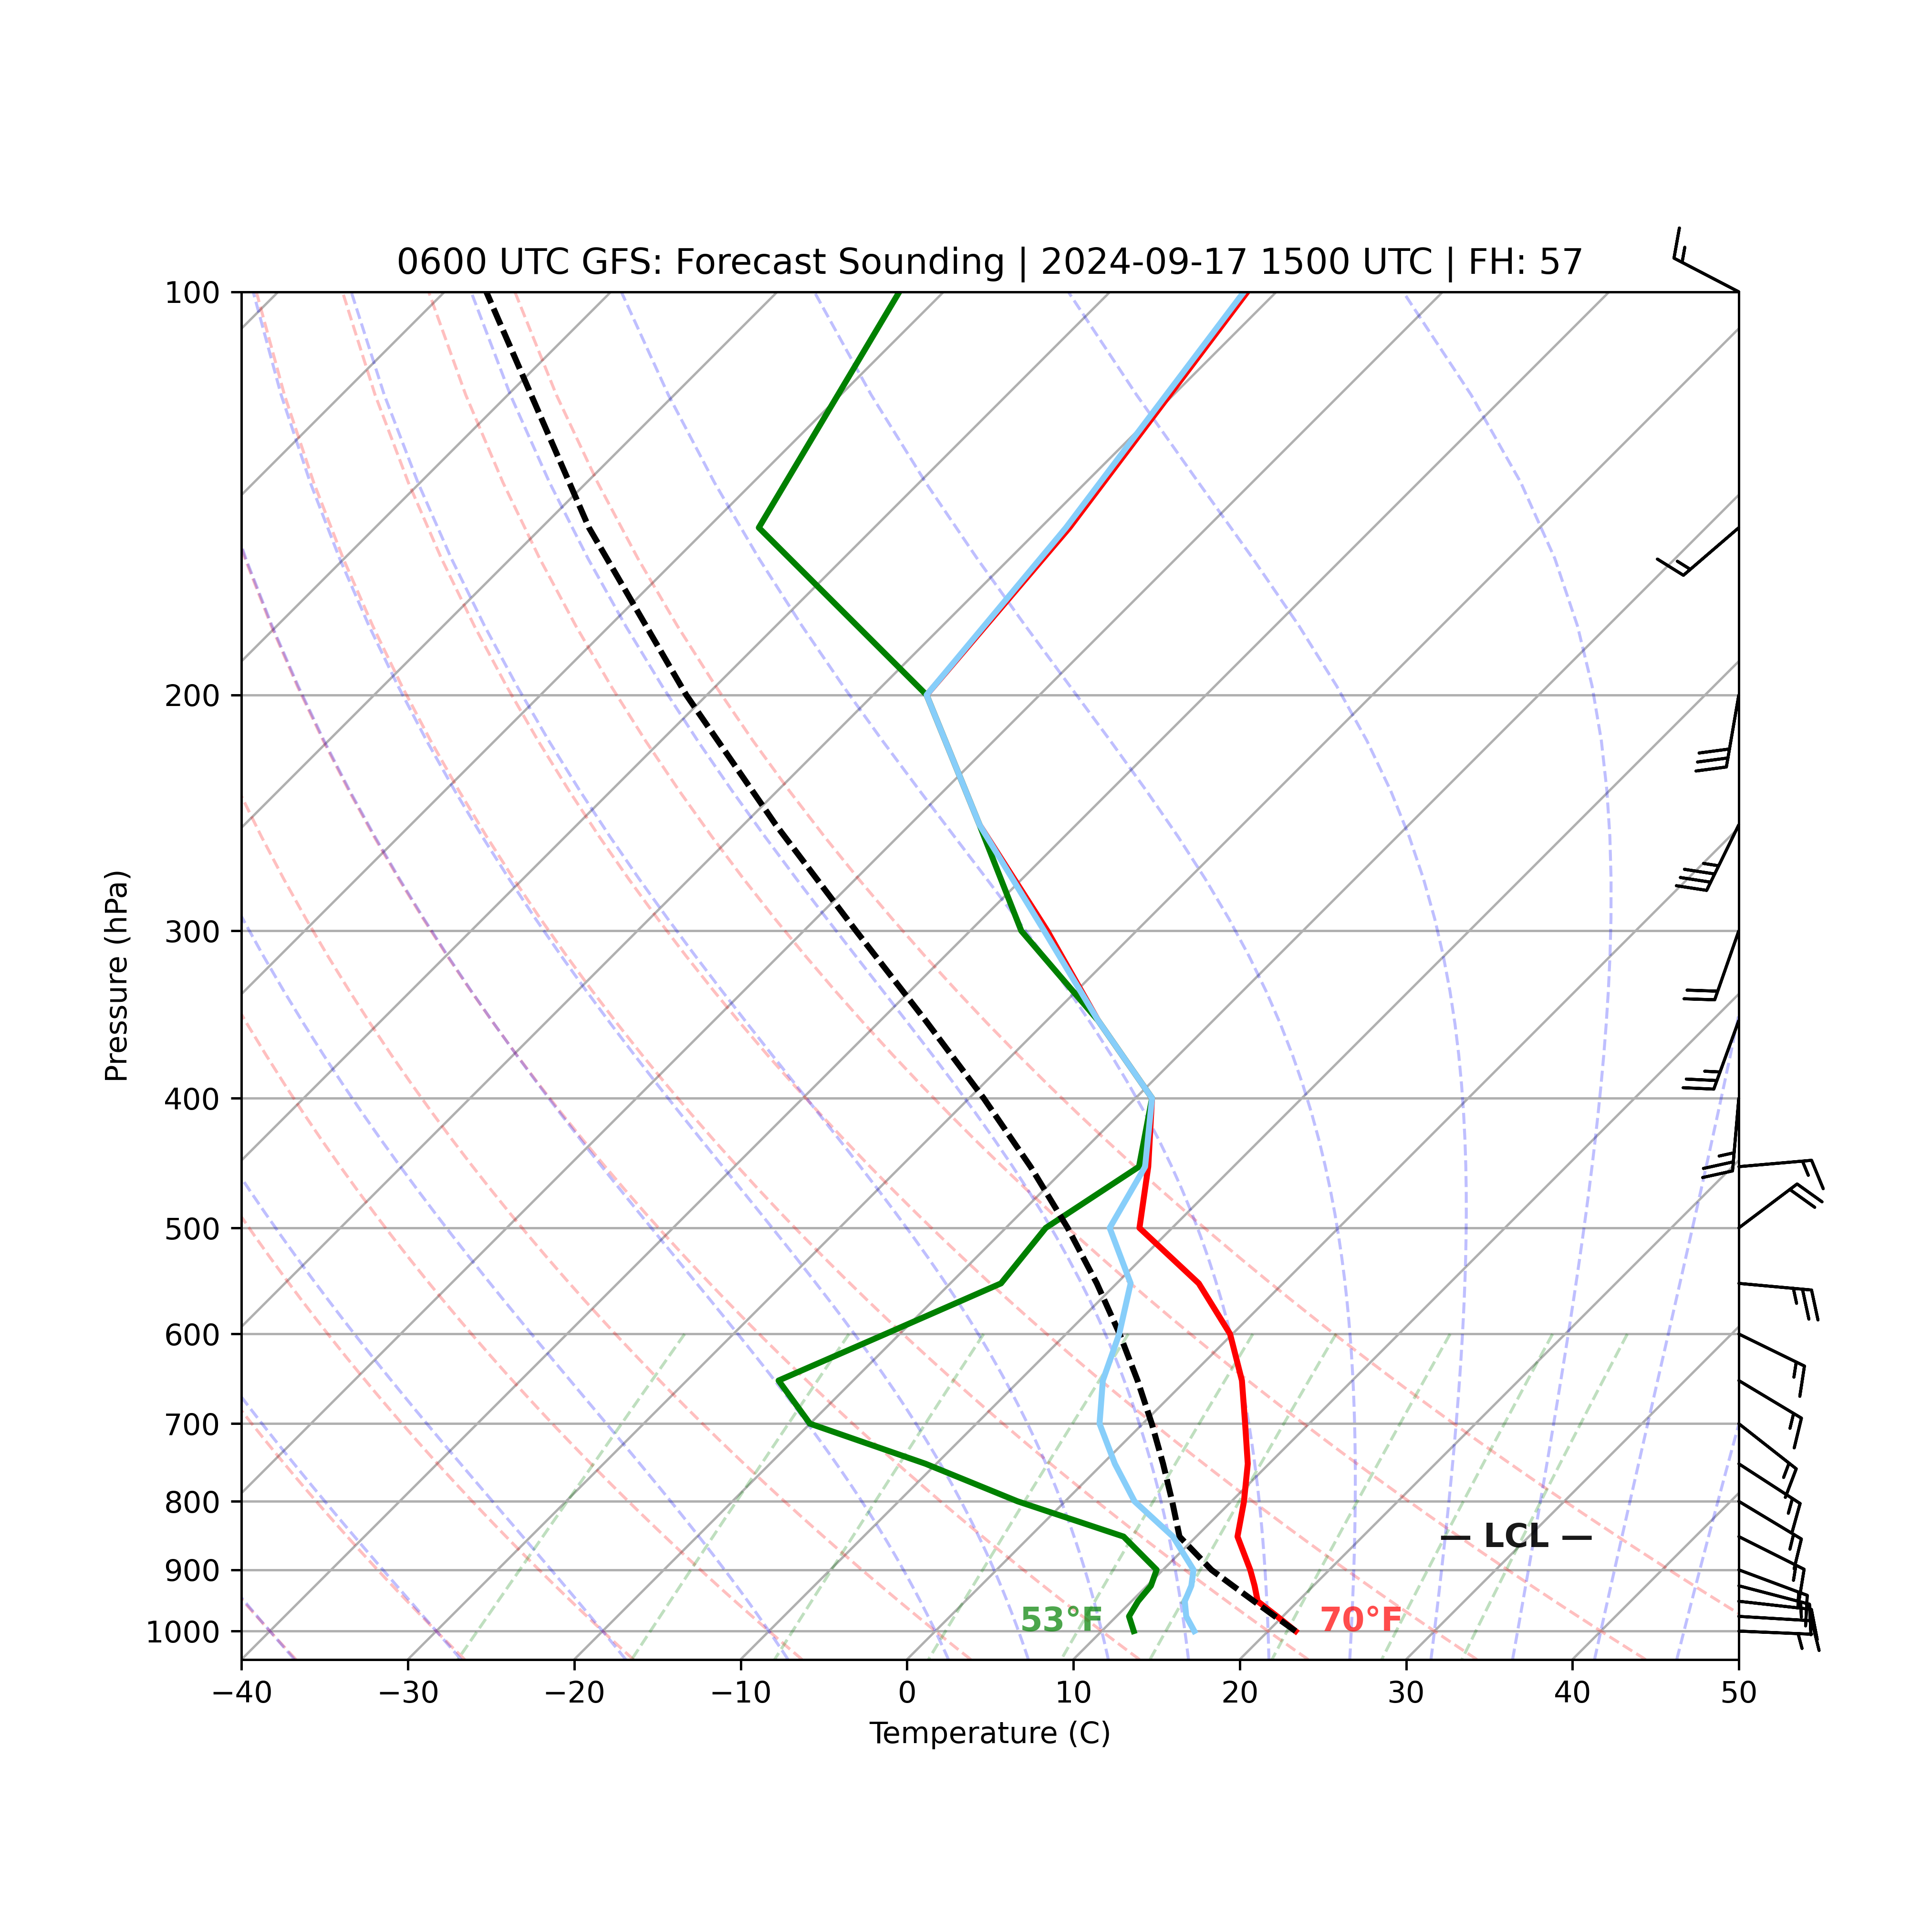 0600 UTC GFS: Forecast Sounding | 2024-09-17 1500 UTC | FH: 57
100
200
300
400
500
600
700
800
900
1000
Pressure (hPa)
— LCL —
53°F
70°F
−40 −30 −20 −10 0 10 20 30 40 50
Temperature (C)